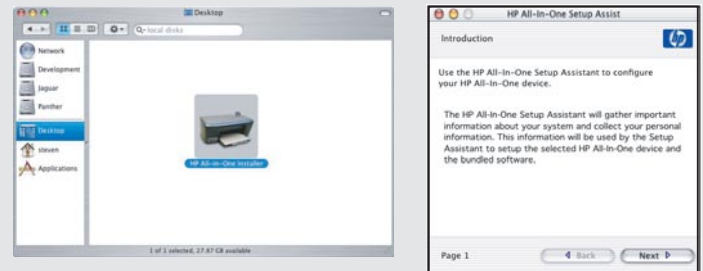 Desktop
Q- local disks
Network
Development
Jaguar
Panther
Desktop
steven
Applications
HP All-in-One Installer
1 of 1 selected, 27.87 GB available
HP All-In-One Setup Assist
Introduction
hp
Use the HP All-In-One Setup Assistant to configure
your HP All-In-One device.
The HP All-In-One Setup Assistant will gather important
information about your system and collect your personal
information. This information will be used by the Setup
Assistant to setup the selected HP All-In-One device and
the bundled software.
Page 1
Back
Next